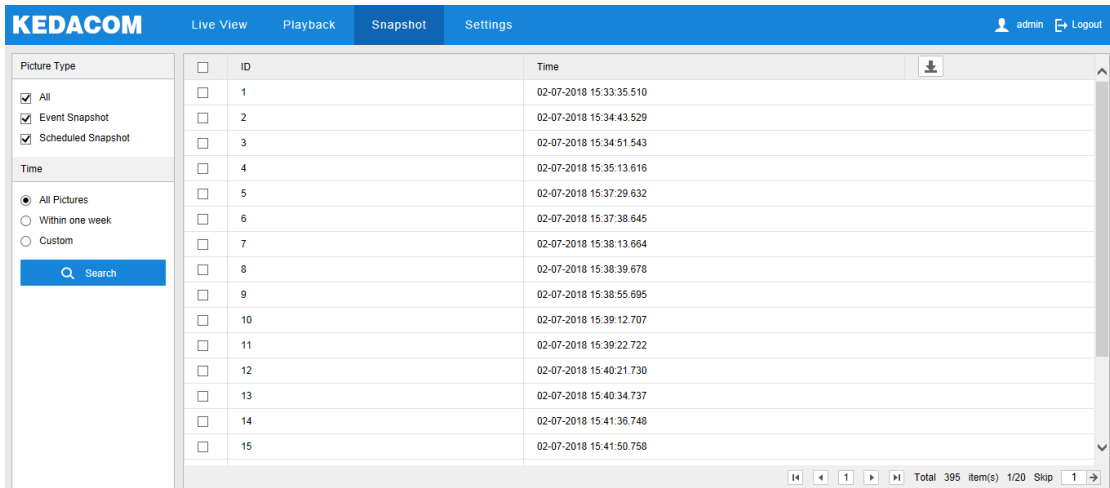 KEDACOM Live View Playback Snapshot Settings admin Logout
Picture Type
All
Event Snapshot
Scheduled Snapshot
Time
All Pictures
Within one week
Custom
Search
ID Time
1 02-07-2018 15:33:35.510
2 02-07-2018 15:34:43.529
3 02-07-2018 15:34:51.543
4 02-07-2018 15:35:13.616
5 02-07-2018 15:37:29.632
6 02-07-2018 15:37:38.645
7 02-07-2018 15:38:13.664
8 02-07-2018 15:38:39.678
9 02-07-2018 15:38:55.695
10 02-07-2018 15:39:12.707
11 02-07-2018 15:39:22.722
12 02-07-2018 15:40:21.730
13 02-07-2018 15:40:34.737
14 02-07-2018 15:41:36.748
15 02-07-2018 15:41:50.758
1 Total 395 item(s) 1/20 Skip 1